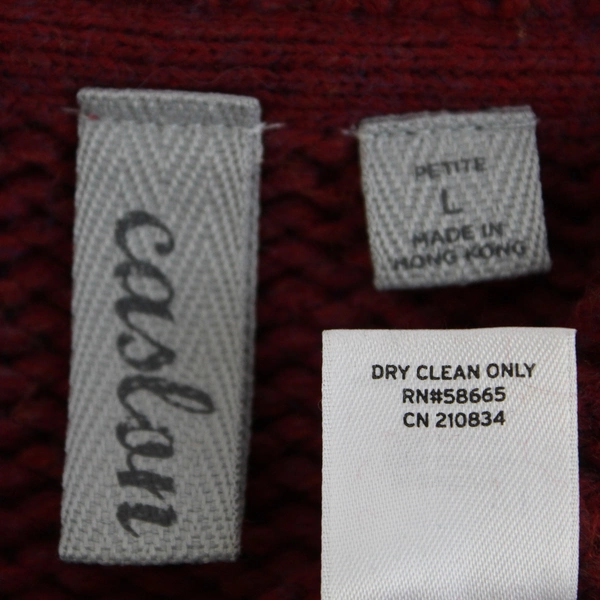 caslon
PETITE
L
MADE IN
HONG KONG
DRY CLEAN ONLY
RN#58665
CN 210834